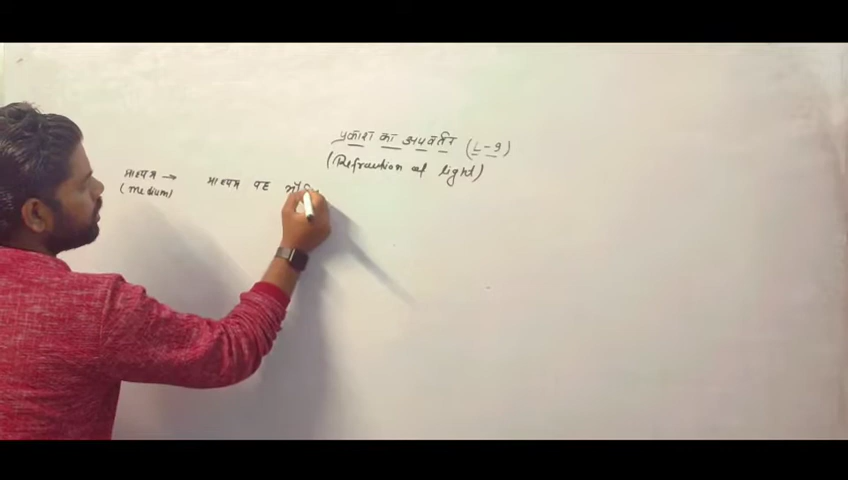 प्रकाश का अपवर्तन (L-9)
(Refraction of light)
माध्यम → माध्यम वह
(Medium)